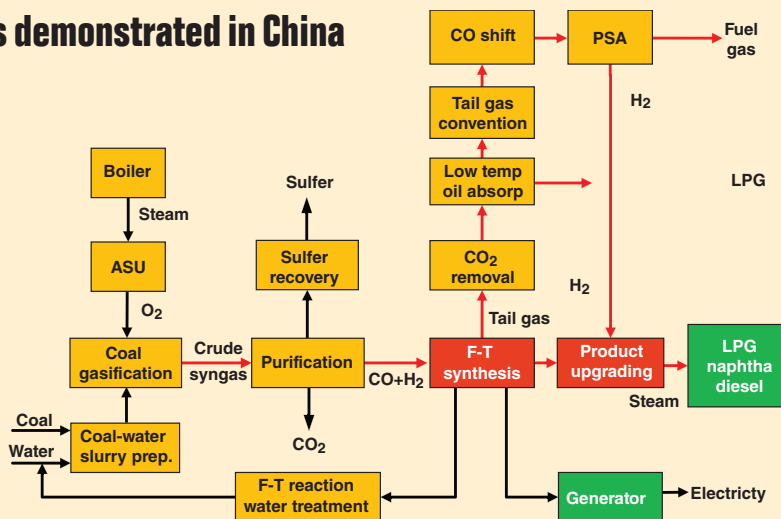 s demonstrated in China
CO shift
PSA
Fuel
gas
H2
Tail gas
convention
Boiler
Sulfer
Low temp
oil absorp
LPG
Steam
ASU
Sulfer
recovery
CO2
removal
O2
H2
Tail gas
Coal
gasification
Crude
syngas
Purification
CO+H2
F-T
synthesis
Product
upgrading
LPG
naphtha
diesel
Steam
Coal
Water
Coal-water
slurry prep.
CO2
F-T reaction
water treatment
Generator
Electricty